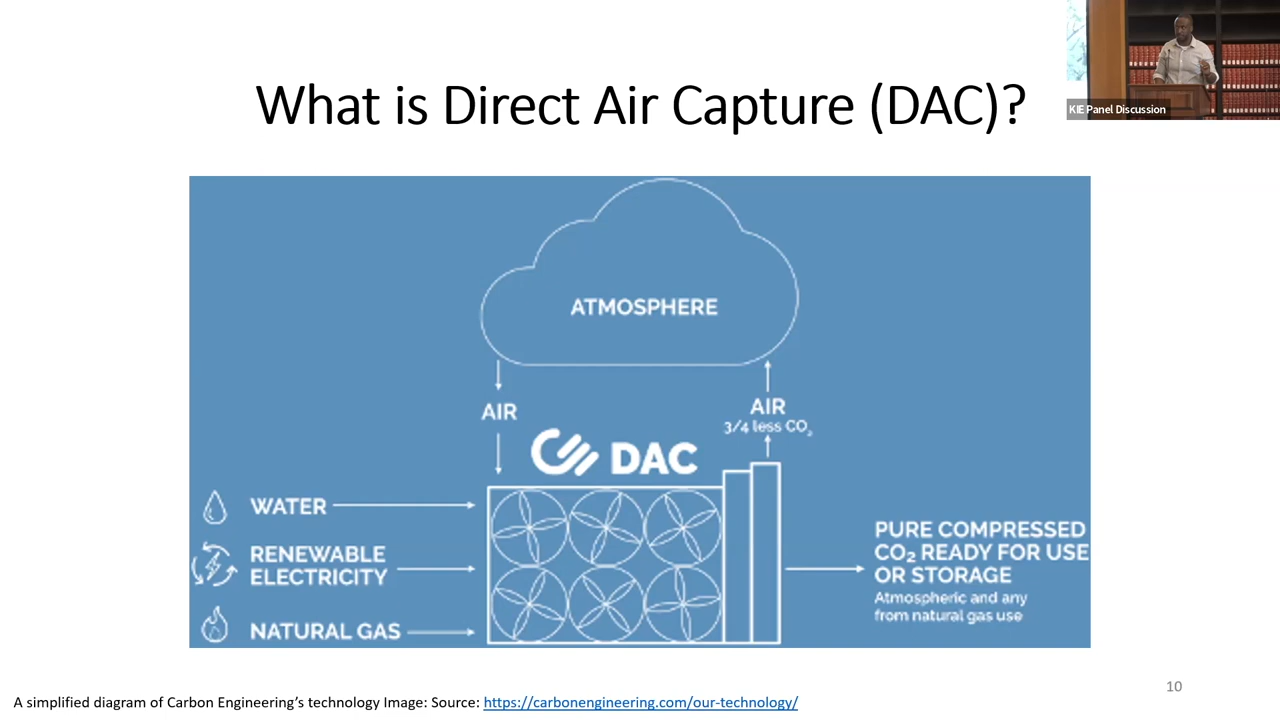 What is Direct Air Capture (DAC)?
KIE Panel Discussion
ATMOSPHERE
AIR
AIR
3/4 less CO₂
DAC
WATER
RENEWABLE
ELECTRICITY
NATURAL GAS
PURE COMPRESSED
CO₂ READY FOR USE
OR STORAGE
Atmospheric and any
from natural gas use
A simplified diagram of Carbon Engineering’s technology Image: Source: https://carbonengineering.com/our-technology/
10